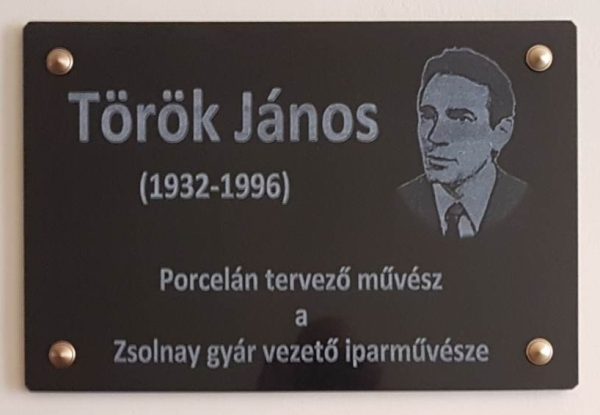 Török János
(1932-1996)
Porcelán tervező művész
a
Zsolnay gyár vezető iparművésze